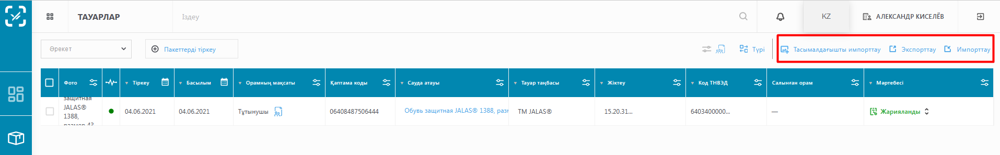 ТАУАРЛАР
Іздеу
KZ
АЛЕКСАНДР КИСЕЛЁВ
Әрекет
Пакеттерді тіркеу
Түрі
Тасымалдағышты импорттау
Экспорттау
Импорттау
Фото
Тіркеу
Басылым
Орамның мақсаты
Қаптама коды
Сауда атауы
Тауар таңбасы
Жіктеу
Код ТНВЭД
Салынған орам
Мәртебесі
защитная
JALAS®
1388,
размер 43
04.06.2021
04.06.2021
Тұтынушы
06408487506444
Обувь защитная JALAS® 1388, раз
ТМ JALAS®
15.20.31...
6403400000...
—
Жарияланды